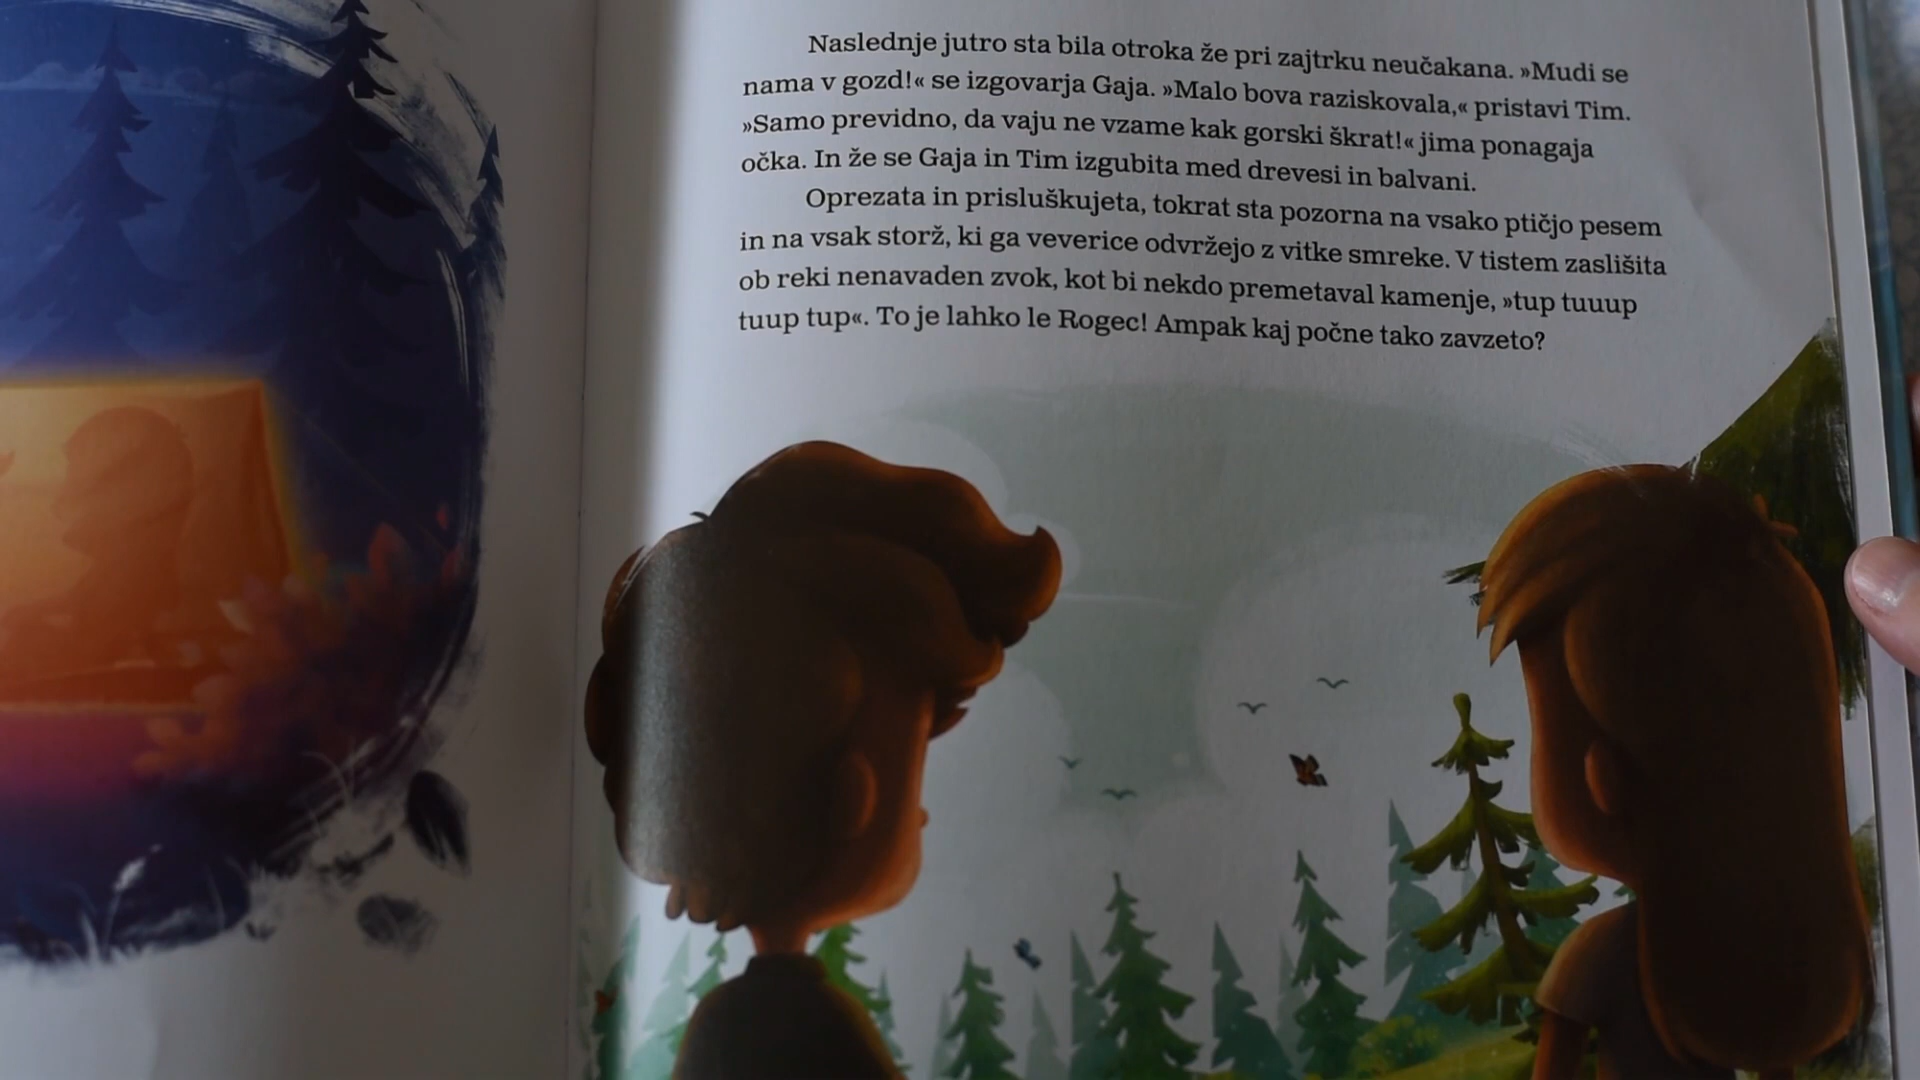 Naslednje jutro sta bila otroka že pri zajtrku neučakana. »Mudi se
nama v gozd!« se izgovarja Gaja. »Malo bova raziskovala,« pristavi Tim.
»Samo previdno, da vaju ne vzame kak gorski škrat!« jima ponagaja
očka. In že se Gaja in Tim izgubita med drevesi in balvani.
Oprezata in prisluškujeta, tokrat sta pozorna na vsako ptičjo pesem
in na vsak storž, ki ga veverice odvržejo z vitke smreke. V tistem zaslišita
ob reki nenavaden zvok, kot bi nekdo premetaval kamenje, »tup tuuup
tuup tup«. To je lahko le Rogec! Ampak kaj počne tako zavzeto?